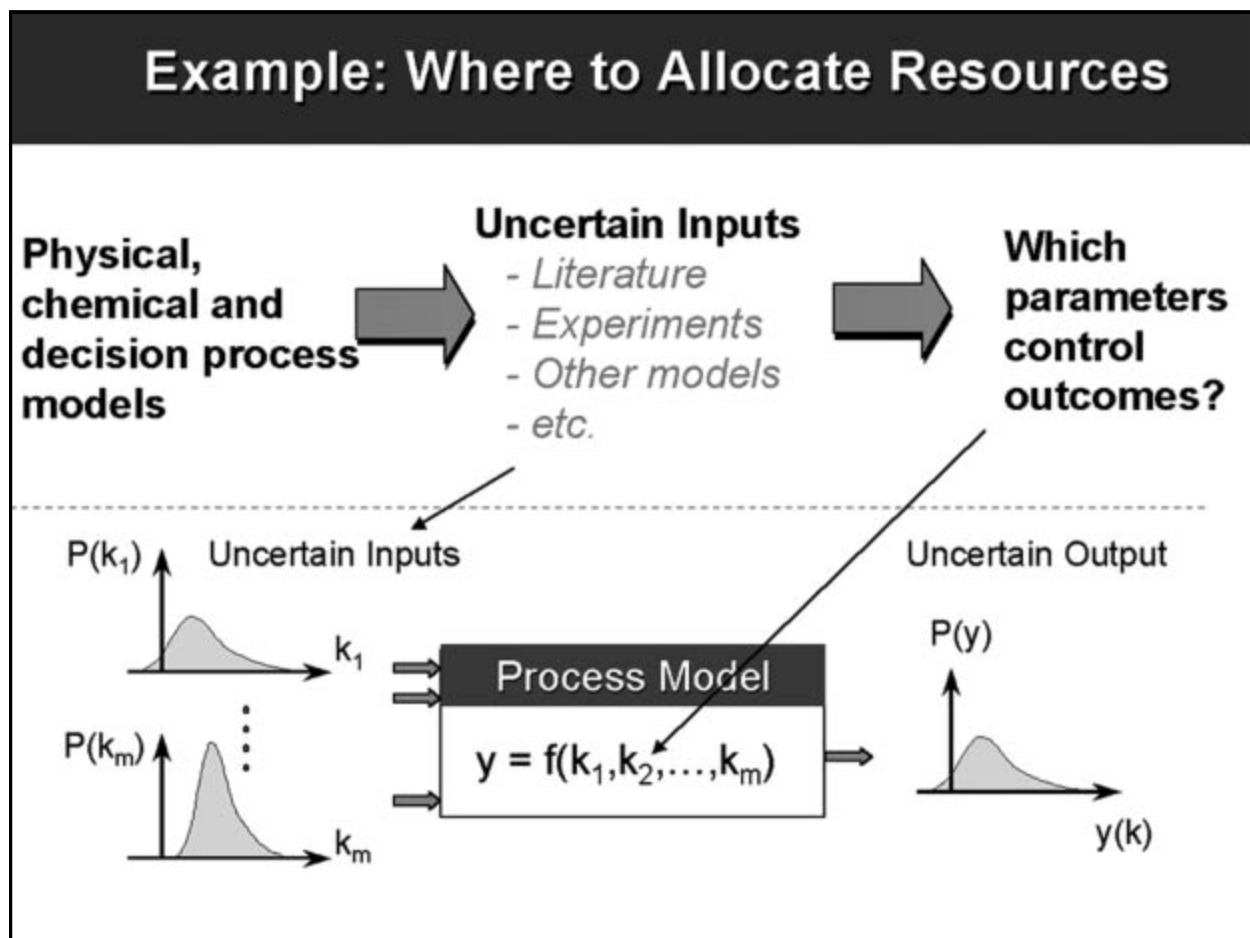 Example: Where to Allocate Resources
Physical,
chemical and
decision process
models
Uncertain Inputs
- Literature
- Experiments
- Other models
- etc.
Which
parameters
control
outcomes?
P(k₁)
Uncertain Inputs
k₁
P(kₘ)
kₘ
Process Model
y = f(k₁,k₂,...,kₘ)
Uncertain Output
P(y)
y(k)